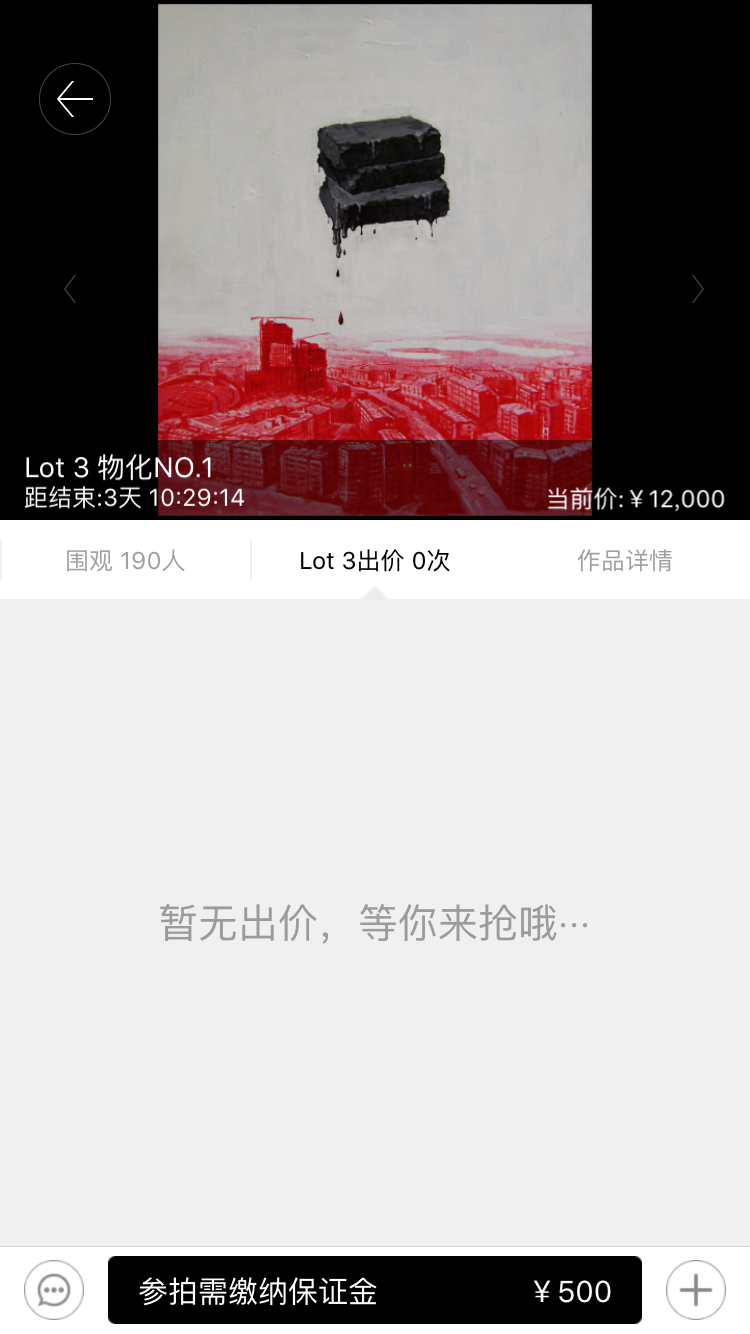 Lot 3 物化NO.1
距结束:3天 10:29:14
当前价:￥12,000
围观 190人
Lot 3出价 0次
作品详情
暂无出价，等你来抢哦···
参拍需缴纳保证金
￥500